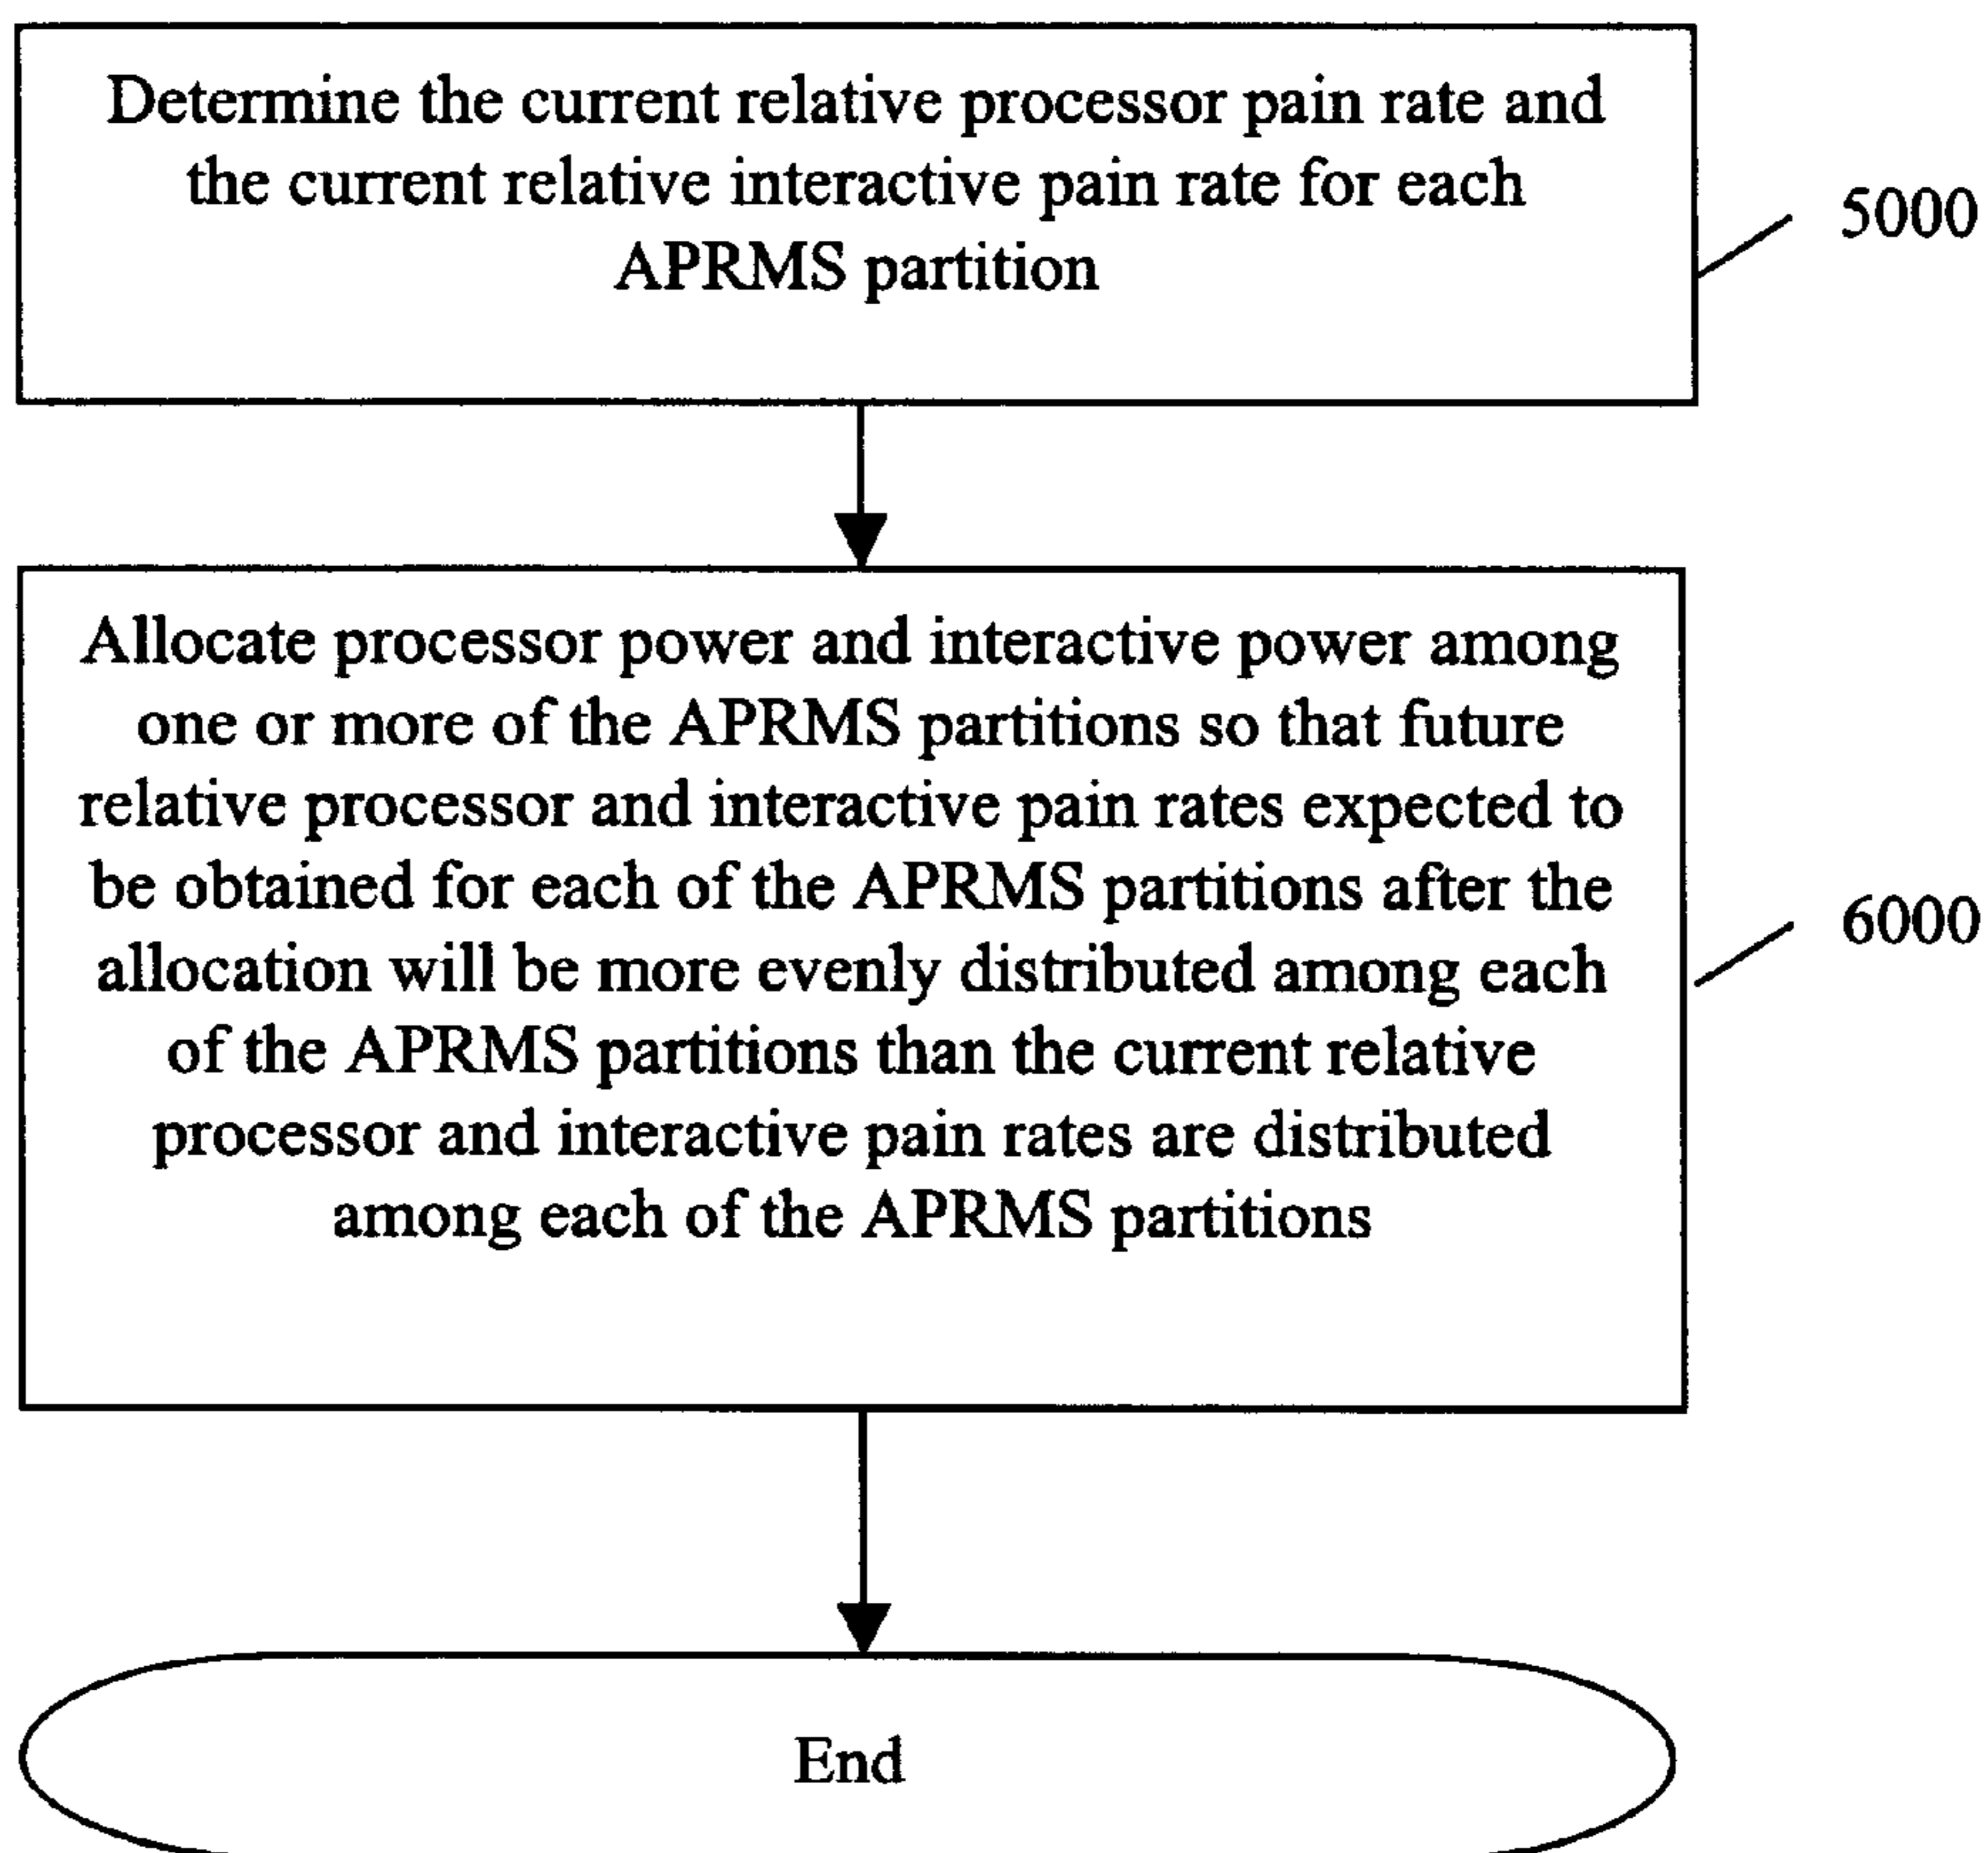 Determine the current relative processor pain rate and
the current relative interactive pain rate for each
APRMS partition
5000
Allocate processor power and interactive power among
one or more of the APRMS partitions so that future
relative processor and interactive pain rates expected to
be obtained for each of the APRMS partitions after the
allocation will be more evenly distributed among each
of the APRMS partitions than the current relative
processor and interactive pain rates are distributed
among each of the APRMS partitions
6000
End